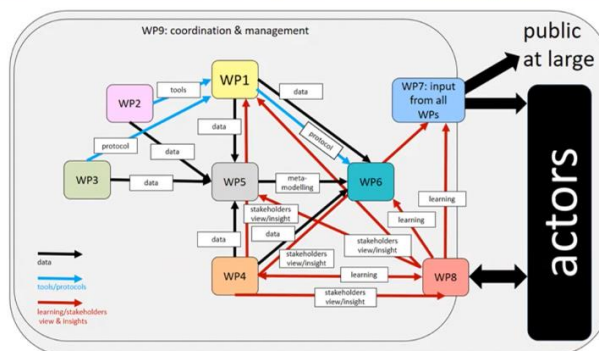 WP9: coordination & management
public
at large
WP1
WP7: input
from all
WPs
tools
data
WP2
data
protocol
protocol
data
WP3
data
WP5
meta-
modelling
WP6
actors
learning
stakeholders
view/insight
learning
data
data
stakeholders
view/insight
stakeholders
view/insight
data
WP4
learning
WP8
tools/protocols
stakeholders
view/insight
learning/stakeholders
view & insights